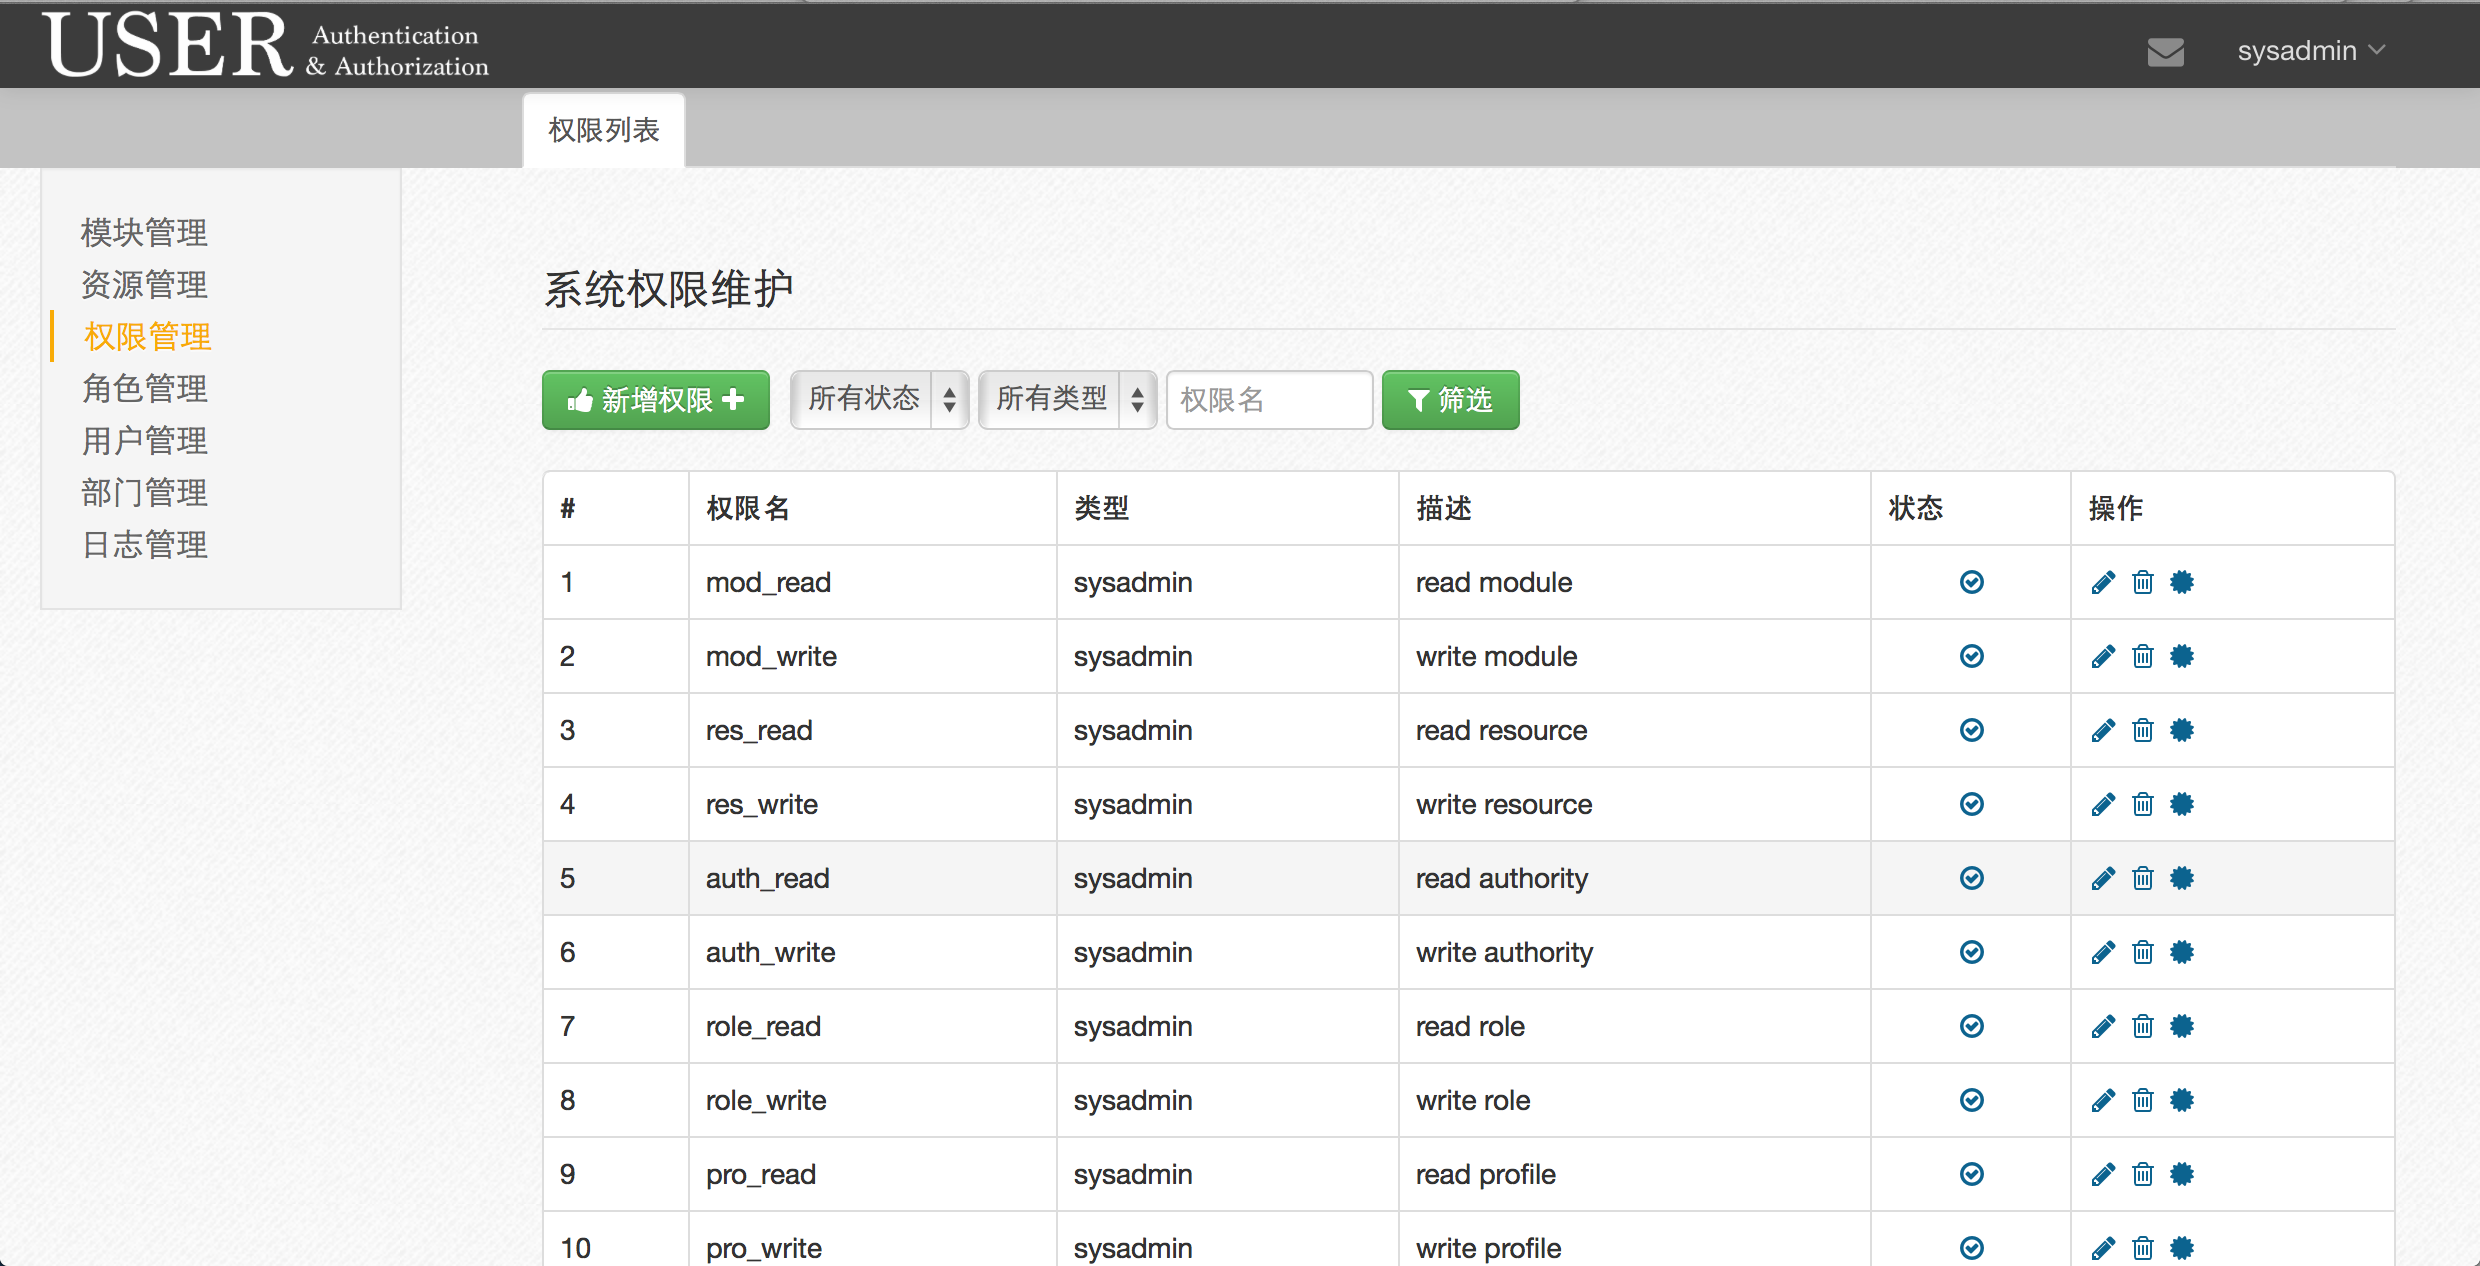 USER Authentication & Authorization
sysadmin
权限列表
模块管理
资源管理
权限管理
角色管理
用户管理
部门管理
日志管理
系统权限维护
新增权限 所有状态 所有类型 权限名 筛选
# 权限名 类型 描述 状态 操作
1 mod_read sysadmin read module
2 mod_write sysadmin write module
3 res_read sysadmin read resource
4 res_write sysadmin write resource
5 auth_read sysadmin read authority
6 auth_write sysadmin write authority
7 role_read sysadmin read role
8 role_write sysadmin write role
9 pro_read sysadmin read profile
10 pro_write sysadmin write profile